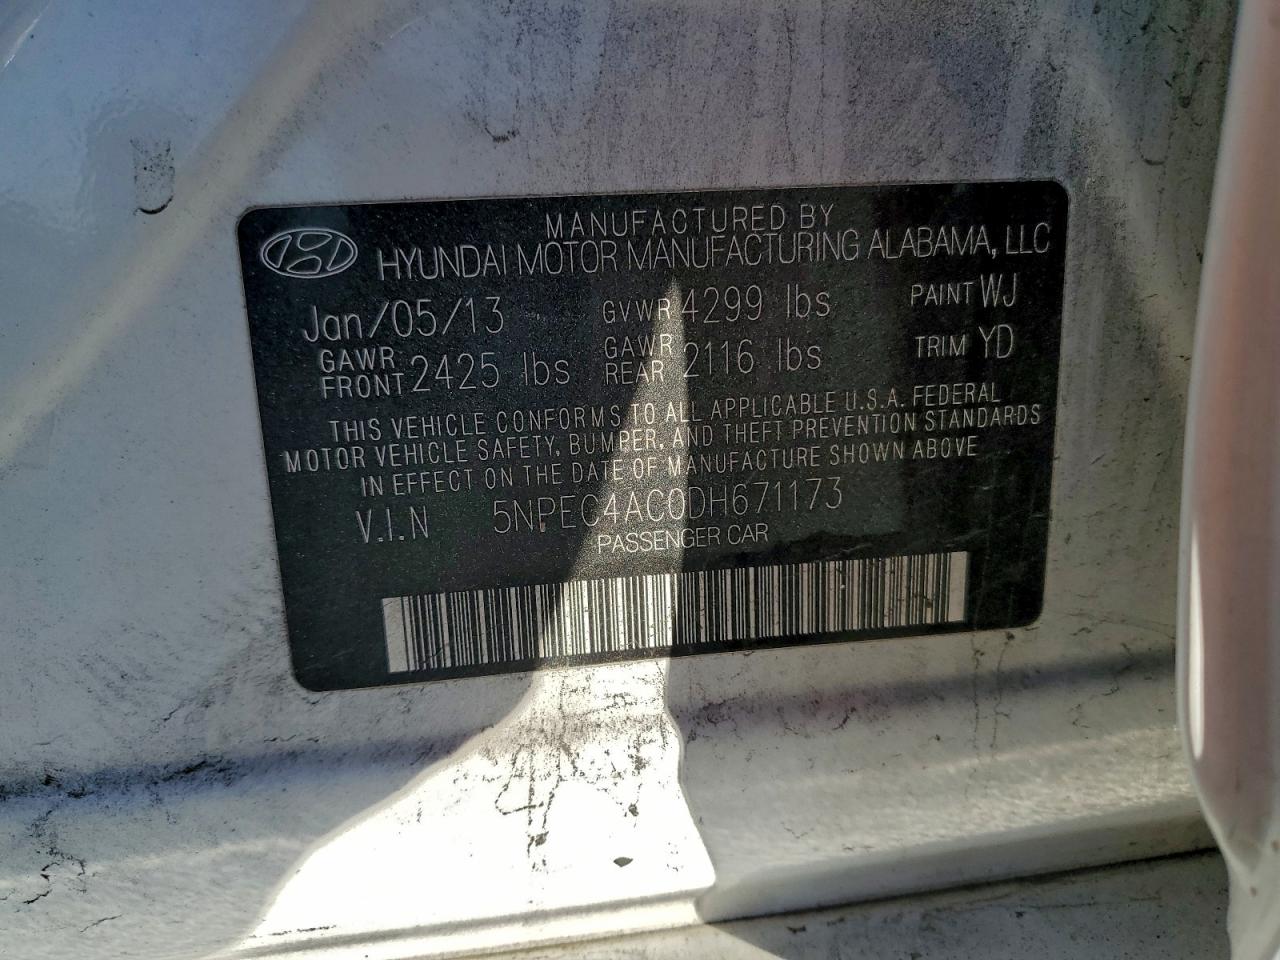 MANUFACTURED BY
HYUNDAI MOTOR MANUFACTURING ALABAMA, LLC
Jan/05/13 GVWR 4299 lbs PAINT WJ
GAWR FRONT 2425 lbs GAWR REAR 2116 lbs TRIM YD
THIS VEHICLE CONFORMS TO ALL APPLICABLE U.S.A. FEDERAL
MOTOR VEHICLE SAFETY, BUMPER, AND THEFT PREVENTION STANDARDS
IN EFFECT ON THE DATE OF MANUFACTURE SHOWN ABOVE
V.I.N 5NPEC4AC0DH671173
PASSENGER CAR